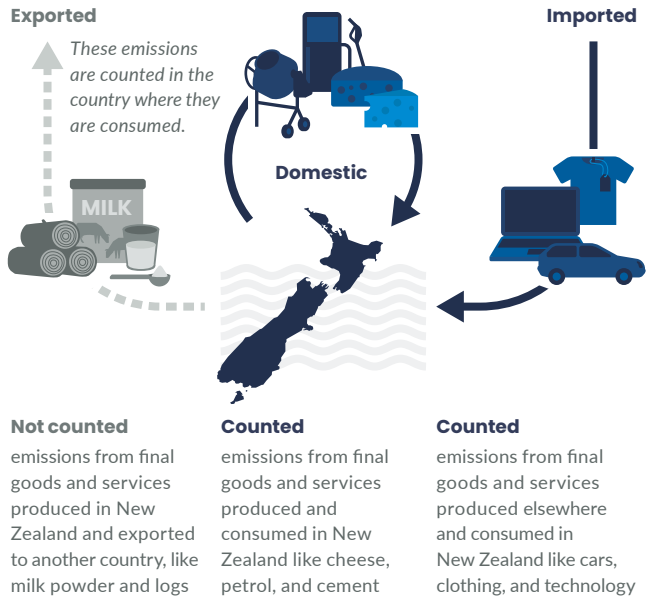 Exported
These emissions
are counted in the
country where they
are consumed.
MILK
Domestic
Imported
Not counted
emissions from final
goods and services
produced in New
Zealand and exported
to another country, like
milk powder and logs
Counted
emissions from final
goods and services
produced and
consumed in New
Zealand like cheese,
petrol, and cement
Counted
emissions from final
goods and services
produced elsewhere
and consumed in
New Zealand like cars,
clothing, and technology